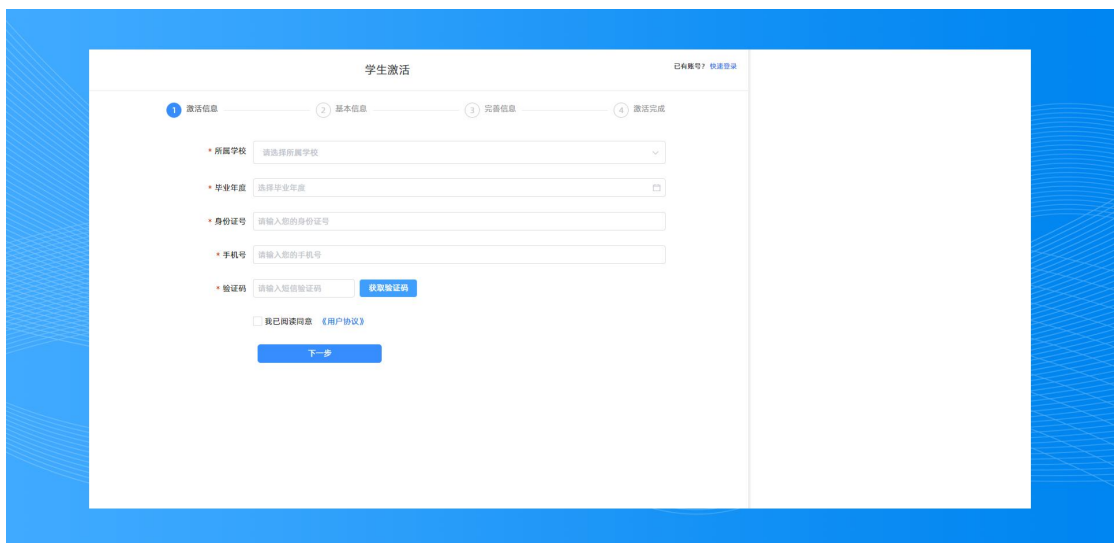 学生激活
已有账号？ 快速登录
1 激活信息 2 基本信息 3 完善信息 4 激活完成
* 所属学校 请选择所属学校
* 毕业年度 选择毕业年度
* 身份证号 请输入您的身份证号
* 手机号 请输入您的手机号
* 验证码 请输入短信验证码 获取验证码
我已阅读同意 《用户协议》
下一步